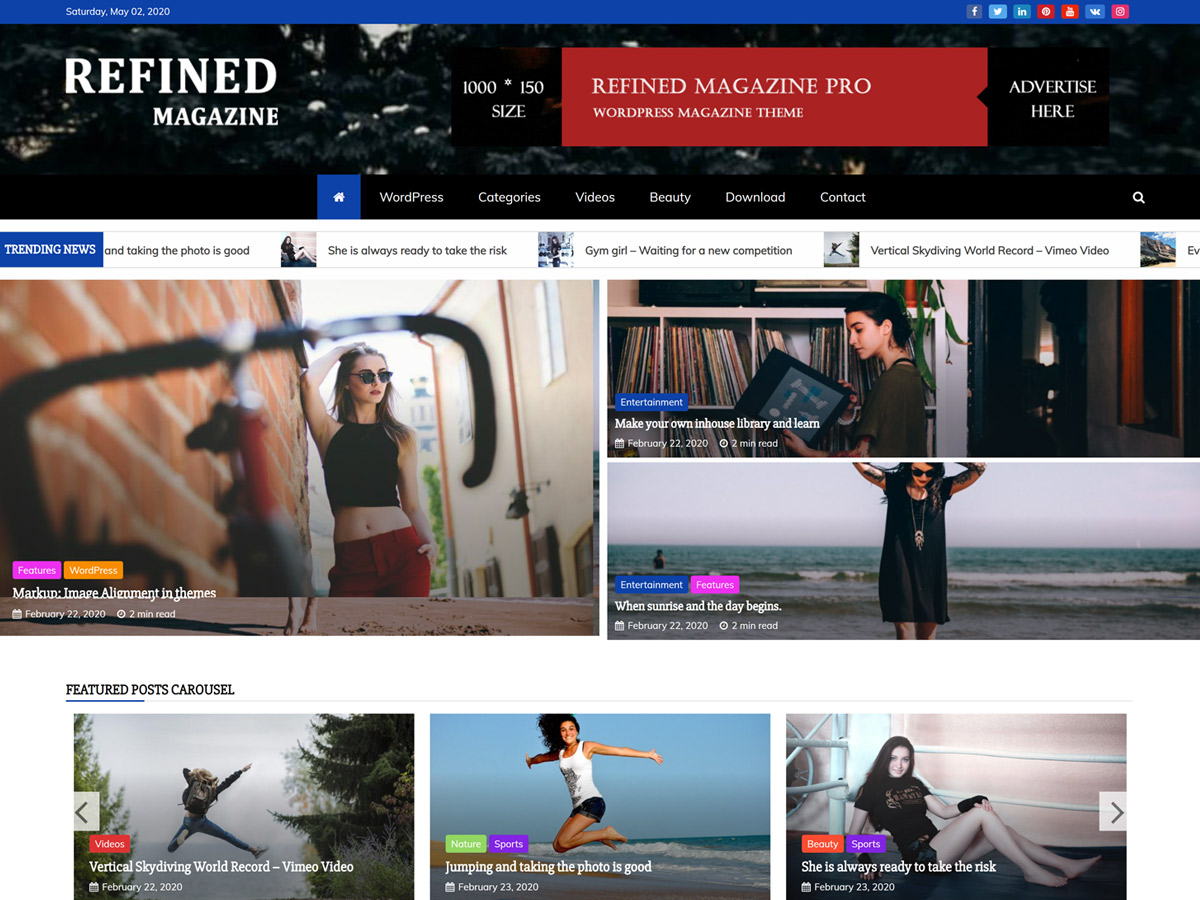 Saturday, May 02, 2020
REFINED
MAGAZINE
1000 * 150
SIZE
REFINED MAGAZINE PRO
WORDPRESS MAGAZINE THEME
ADVERTISE
HERE
WordPress Categories Videos Beauty Download Contact
TRENDING NEWS and taking the photo is good She is always ready to take the risk Gym girl – Waiting for a new competition Vertical Skydiving World Record – Vimeo Video Ev
Features WordPress
Markup: Image Alignment in themes
February 22, 2020 2 min read
Entertainment
Make your own inhouse library and learn
February 22, 2020 2 min read
Entertainment Features
When sunrise and the day begins.
February 22, 2020 2 min read
FEATURED POSTS CAROUSEL
Videos
Vertical Skydiving World Record – Vimeo Video
February 22, 2020
Nature Sports
Jumping and taking the photo is good
February 23, 2020
Beauty Sports
She is always ready to take the risk
February 23, 2020